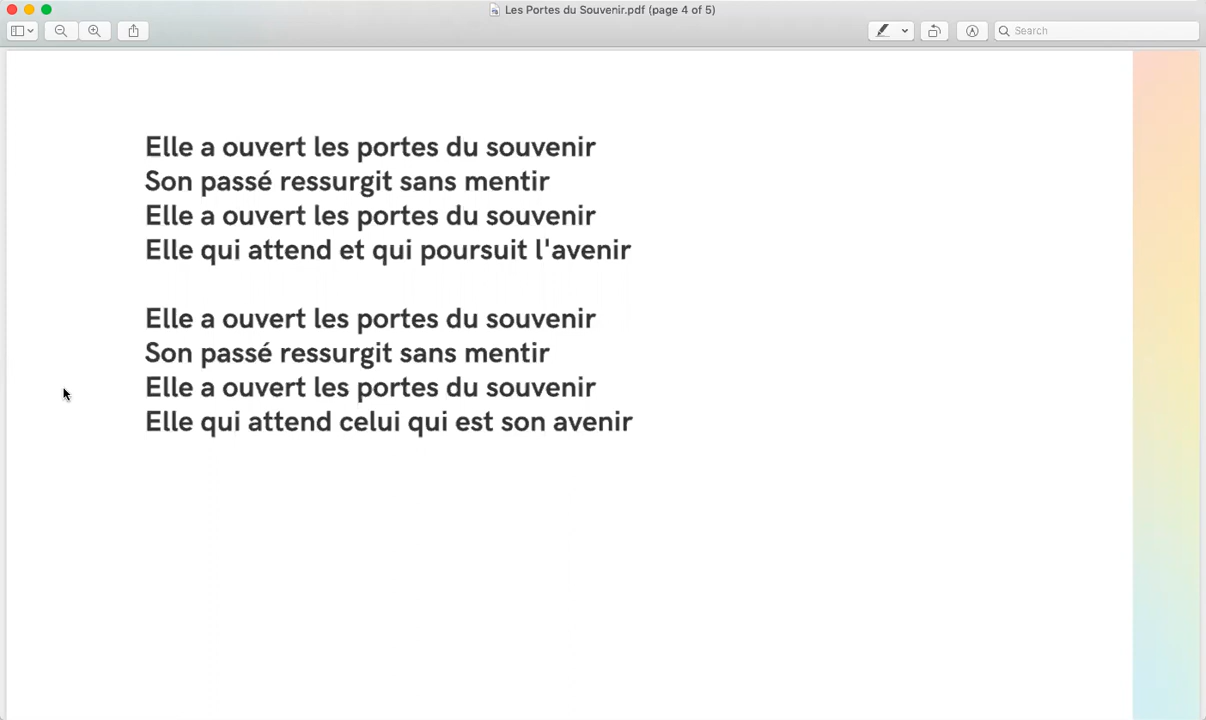 Les Portes du Souvenir.pdf (page 4 of 5)
Search
Elle a ouvert les portes du souvenir
Son passé ressurgit sans mentir
Elle a ouvert les portes du souvenir
Elle qui attend et qui poursuit l'avenir
Elle a ouvert les portes du souvenir
Son passé ressurgit sans mentir
Elle a ouvert les portes du souvenir
Elle qui attend celui qui est son avenir